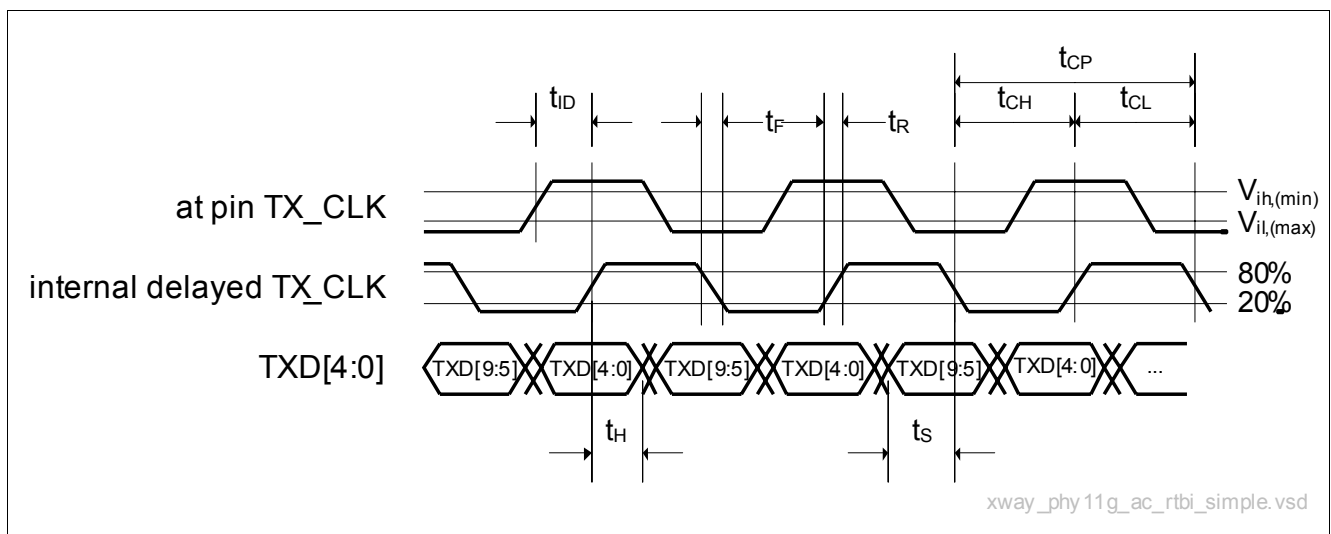 tCP
tID
tF
tR
tCH
tCL
at pin TX_CLK
Vih,(min)
Vil,(max)
internal delayed TX_CLK
80%
20%
TXD[4:0]
TXD[9:5]
TXD[4:0]
TXD[9:5]
TXD[4:0]
TXD[9:5]
TXD[4:0]
...
tH
tS
xway_phy11g_ac_rtbi_simple.vsd